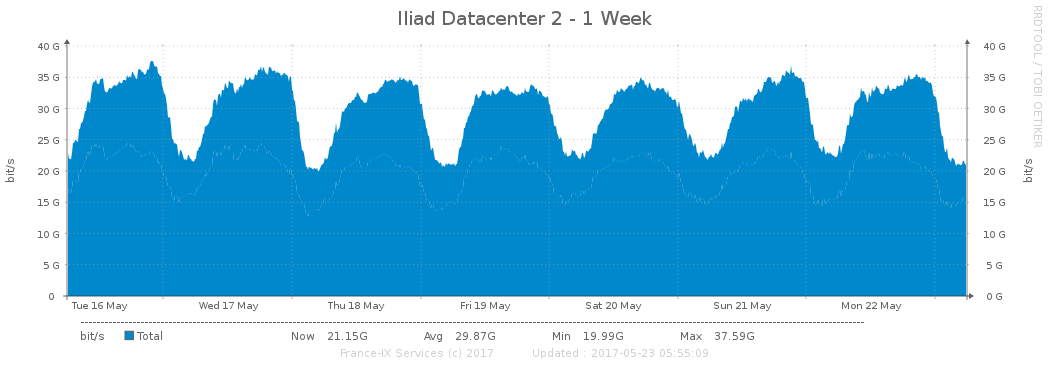 Iliad Datacenter 2 - 1 Week
RRDTOOL / TOBI OETIKER
bit/s
40 G 40 G
35 G 35 G
30 G 30 G
25 G 25 G
20 G 20 G
15 G 15 G
10 G 10 G
5 G 5 G
0 0 G
bit/s
Tue 16 May Wed 17 May Thu 18 May Fri 19 May Sat 20 May Sun 21 May Mon 22 May
bit/s Total Now 21.15G Avg 29.87G Min 19.99G Max 37.59G
France-IX Services (c) 2017 Updated : 2017-05-23 05:55:09